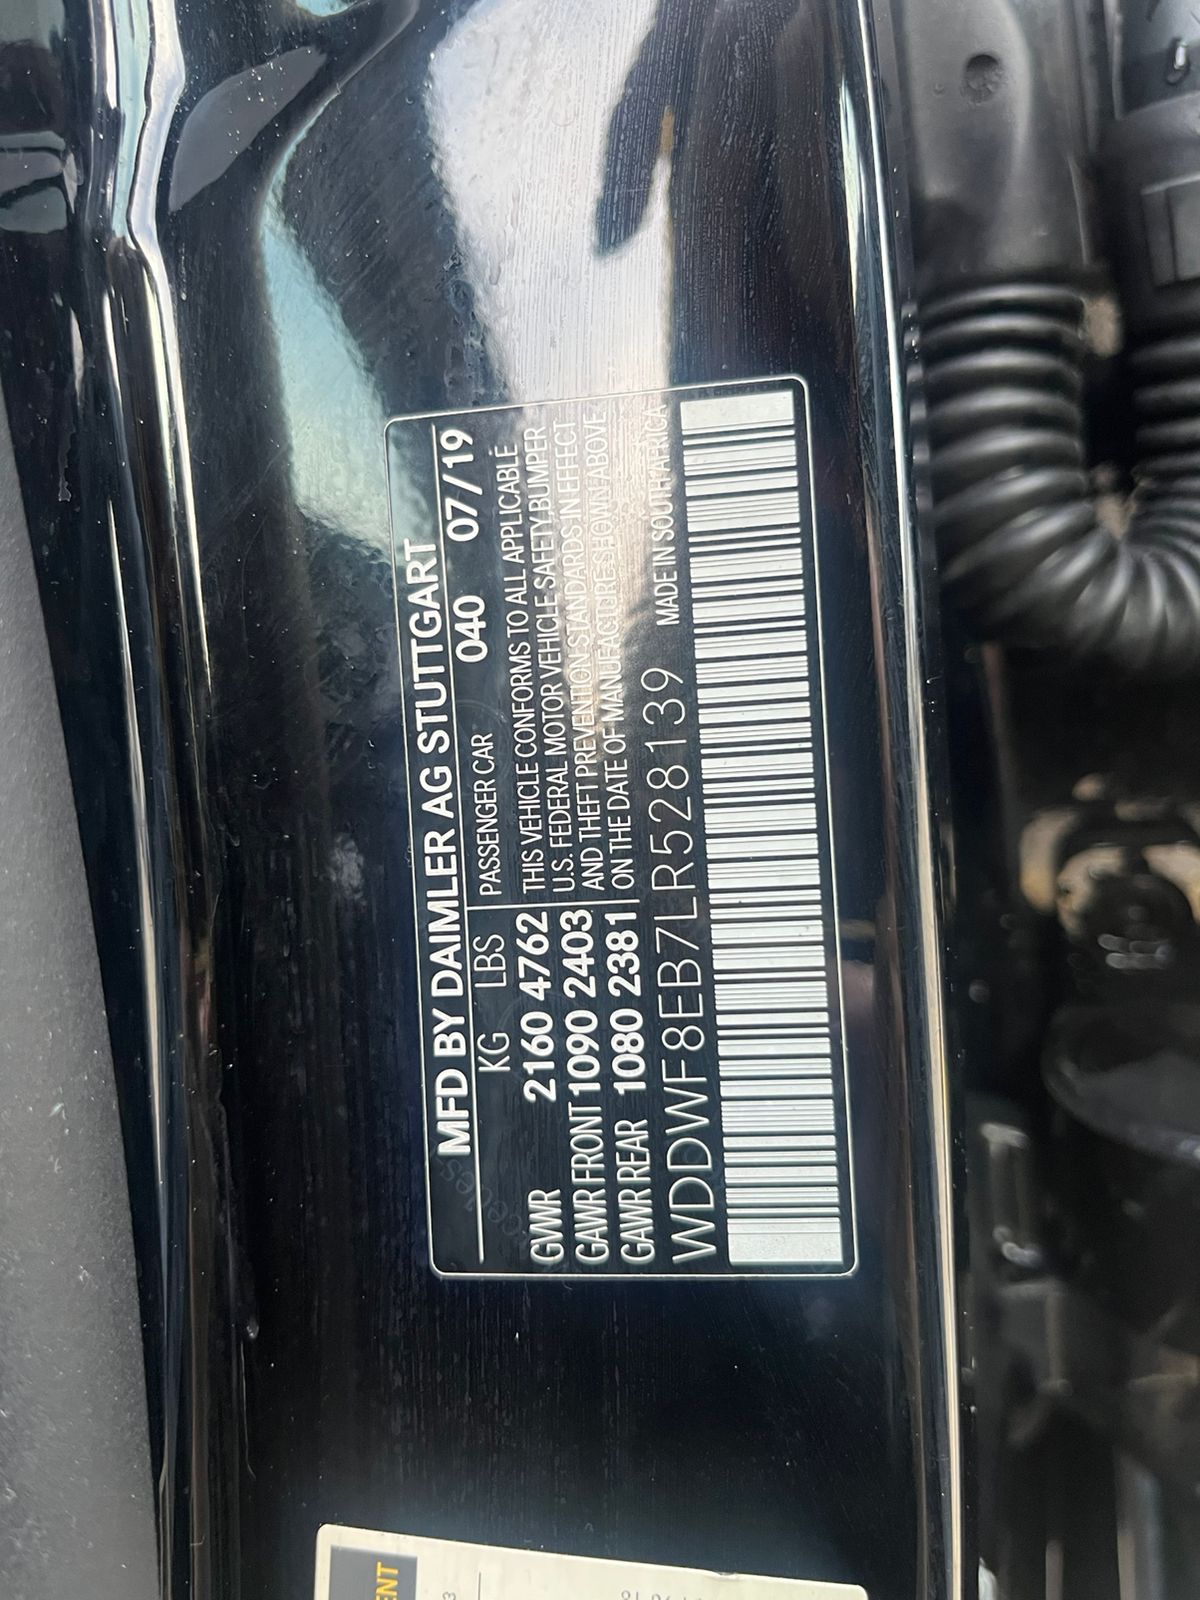 MFD BY DAIMLER AG STUTTGART
KG LBS PASSENGER CAR 040 07/19
GWR 2160 4762 THIS VEHICLE CONFORMS TO ALL APPLICABLE
GAWR FRONT 1090 2403 U.S. FEDERAL MOTOR VEHICLE SAFETY, BUMPER
GAWR REAR 1080 2381 AND THEFT PREVENTION STANDARDS IN EFFECT
ON THE DATE OF MANUFACTURE SHOWN ABOVE
WDDWF8EB7LR528139 MADE IN SOUTH AFRICA
ENT